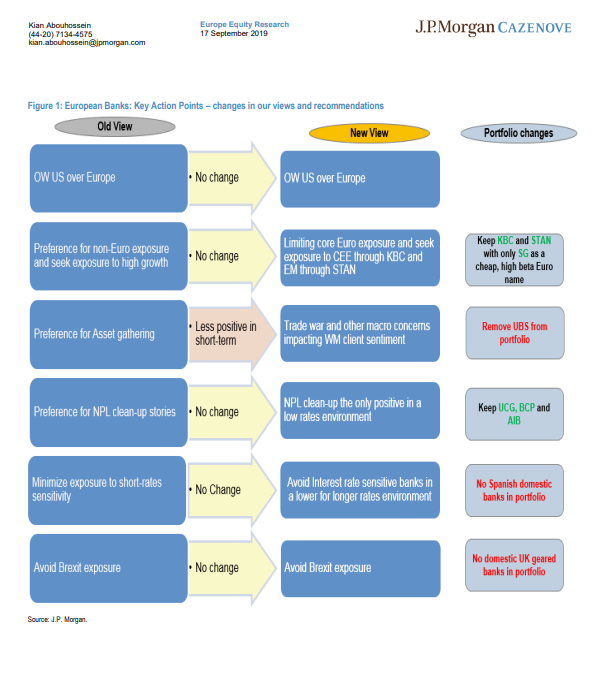 Kian Abouhossein
(44-20) 7134-4575
kian.abouhossein@jpmorgan.com
Europe Equity Research
17 September 2019
J.P.Morgan CAZENOVE
Figure 1: European Banks: Key Action Points – changes in our views and recommendations
Old View
New View
Portfolio changes
OW US over Europe
• No change
OW US over Europe
Preference for non-Euro exposure
and seek exposure to high growth
• No change
Limiting core Euro exposure and seek
exposure to CEE through KBC and
EM through STAN
Keep KBC and STAN
with only SG as a
cheap, high beta Euro
name
Preference for Asset gathering
• Less positive in
short-term
Trade war and other macro concerns
impacting WM client sentiment
Remove UBS from
portfolio
Preference for NPL clean-up stories
• No change
NPL clean-up the only positive in a
low rates environment
Keep UCG, BCP and
AIB
Minimize exposure to short-rates
sensitivity
• No Change
Avoid Interest rate sensitive banks in
a lower for longer rates environment
No Spanish domestic
banks in portfolio
Avoid Brexit exposure
• No change
Avoid Brexit exposure
No domestic UK geared
banks in portfolio
Source: J.P. Morgan.